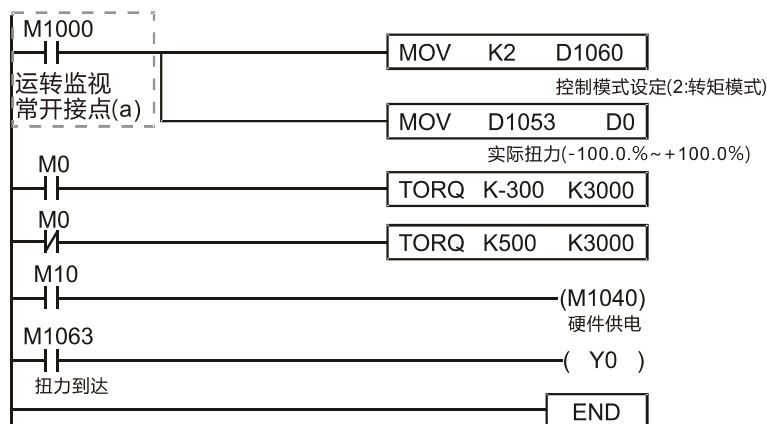 M1000
MOV K2 D1060
运转监视
常开接点(a)
控制模式设定(2:转矩模式)
MOV D1053 D0
实际扭力(-100.0.%~+100.0%)
M0
TORQ K-300 K3000
M0
TORQ K500 K3000
M10
(M1040)
硬件供电
M1063
( Y0 )
扭力到达
END